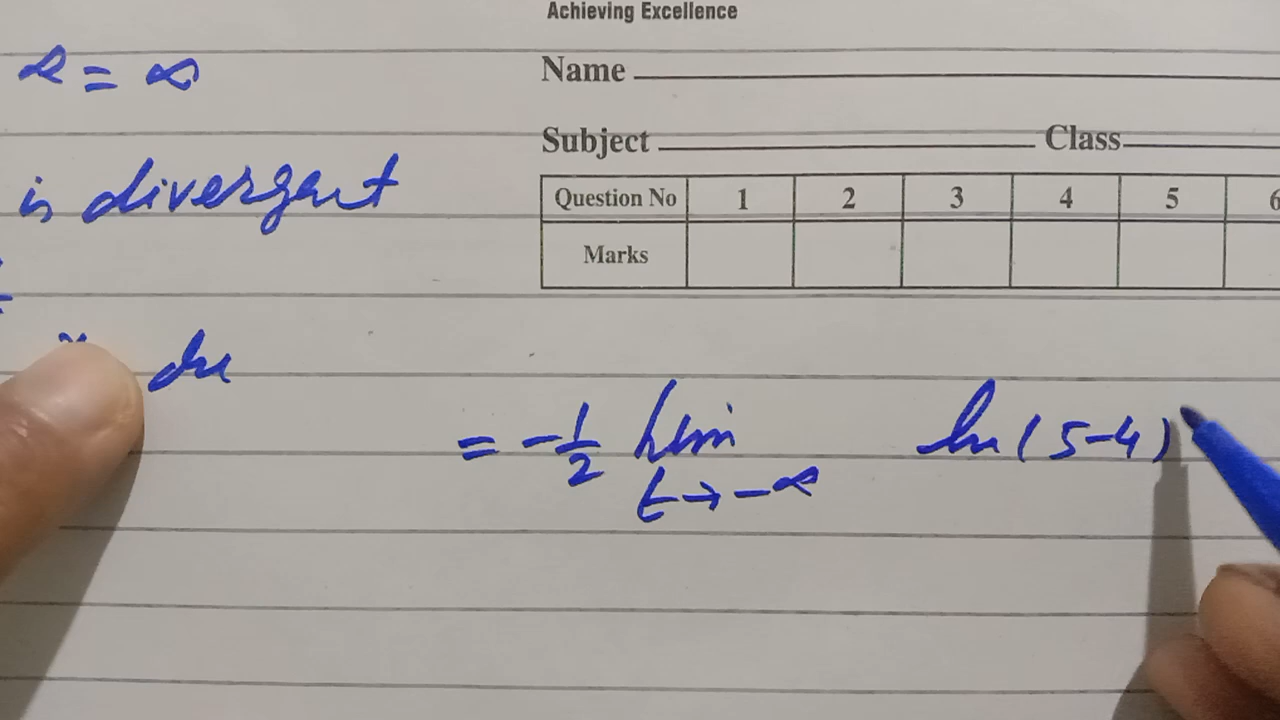 Achieving Excellence
= ∞
Name
Subject Class
is divergent
Question No 1 2 3 4 5 6
Marks
= -1/2 lim ln(5-4)
t→-∞